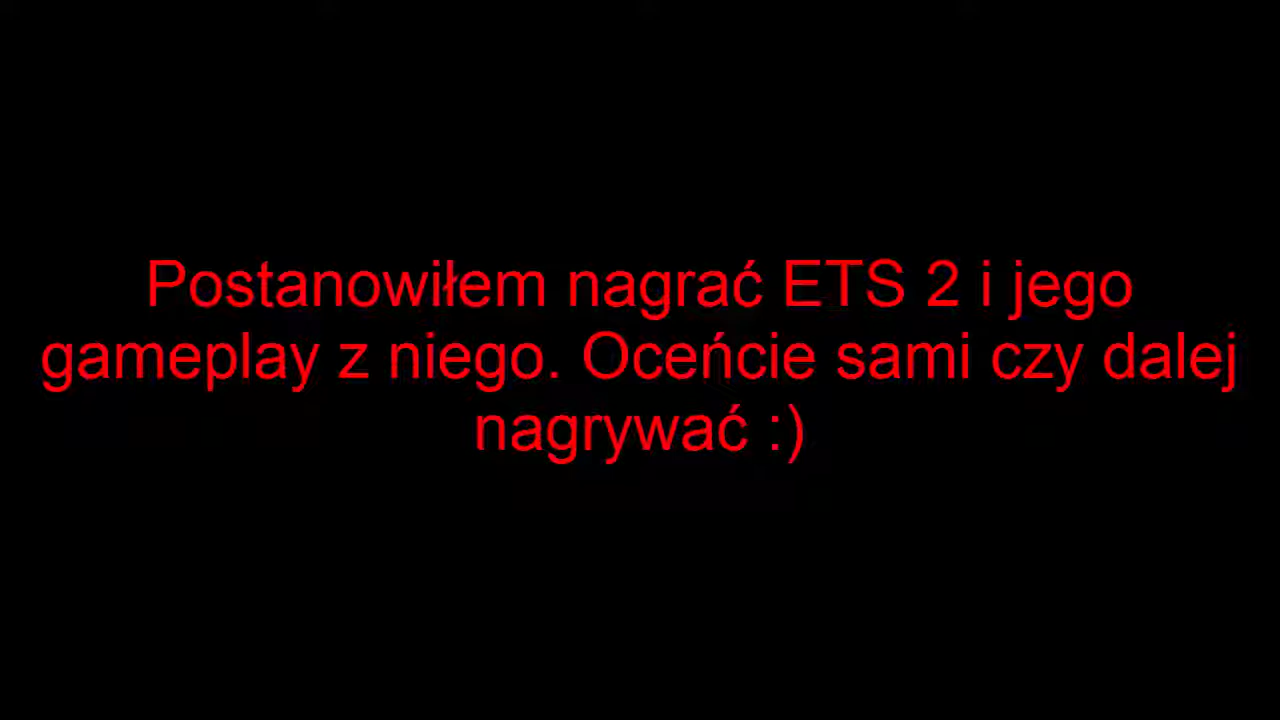 Postanowiłem nagrać ETS 2 i jego
gameplay z niego. Oceńcie sami czy dalej
nagrywać :)